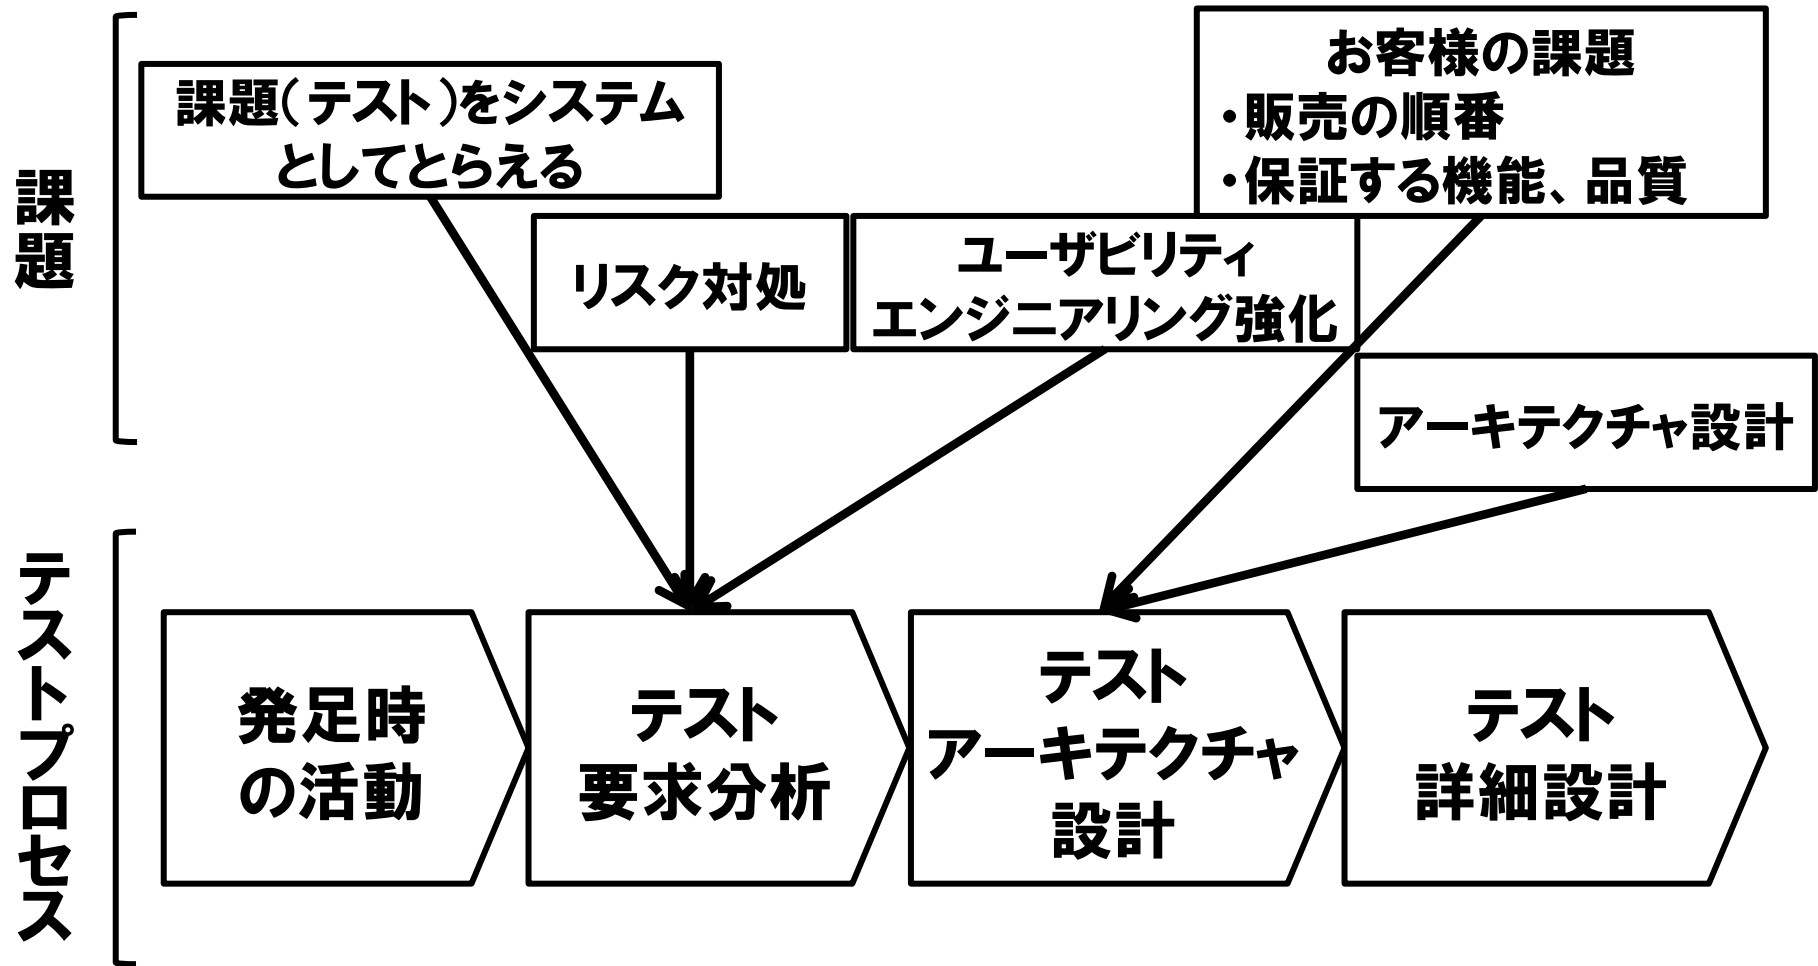 課題
課題（テスト）をシステム
としてとらえる
リスク対処
ユーザビリティ
エンジニアリング強化
お客様の課題
・販売の順番
・保証する機能、品質
アーキテクチャ設計
テストプロセス
発足時
の活動
テスト
要求分析
テスト
アーキテクチャ
設計
テスト
詳細設計